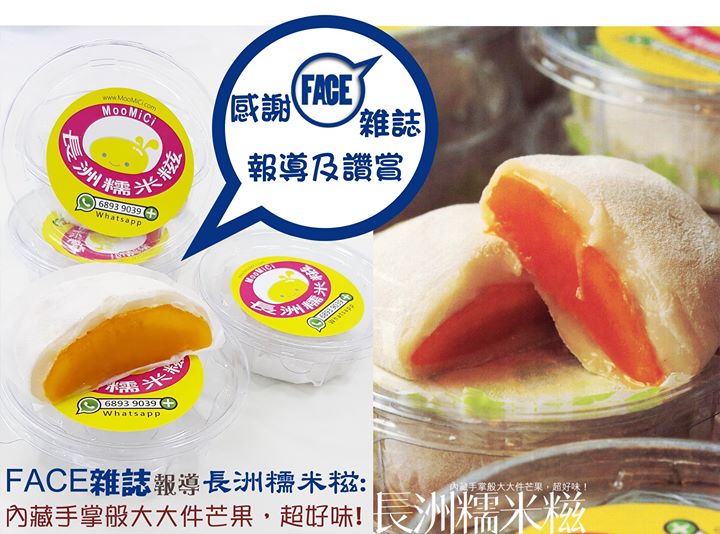 感謝 FACE 雜誌
報導及讚賞
www.MooMiCi.com
MooMiCi
長洲糯米糍
6893 9039
Whatsapp
MooMiCi
長洲糯米糍
6893 9039
Whatsapp
糯米糍
6893 9039
Whatsapp
FACE雜誌報導長洲糯米糍:
內藏手掌般大大件芒果，超好味!
內藏手掌般大大件芒果，超好味！
長洲糯米糍